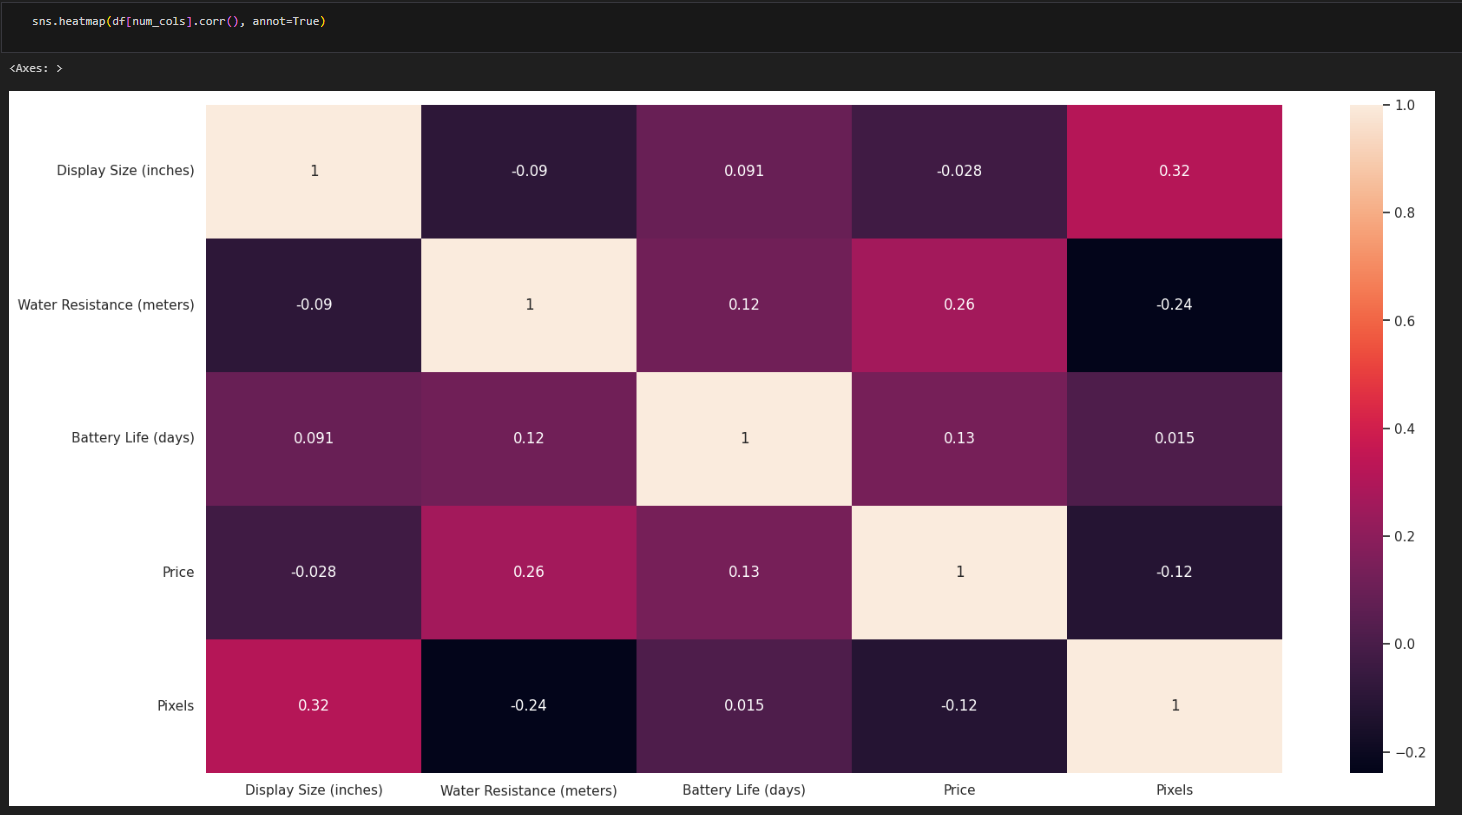 sns.heatmap(df[num_cols].corr(), annot=True)
<Axes: >
Display Size (inches) 1 -0.09 0.091 -0.028 0.32
Water Resistance (meters) -0.09 1 0.12 0.26 -0.24
Battery Life (days) 0.091 0.12 1 0.13 0.015
Price -0.028 0.26 0.13 1 -0.12
Pixels 0.32 -0.24 0.015 -0.12 1
Display Size (inches) Water Resistance (meters) Battery Life (days) Price Pixels
1.0
0.8
0.6
0.4
0.2
0.0
−0.2